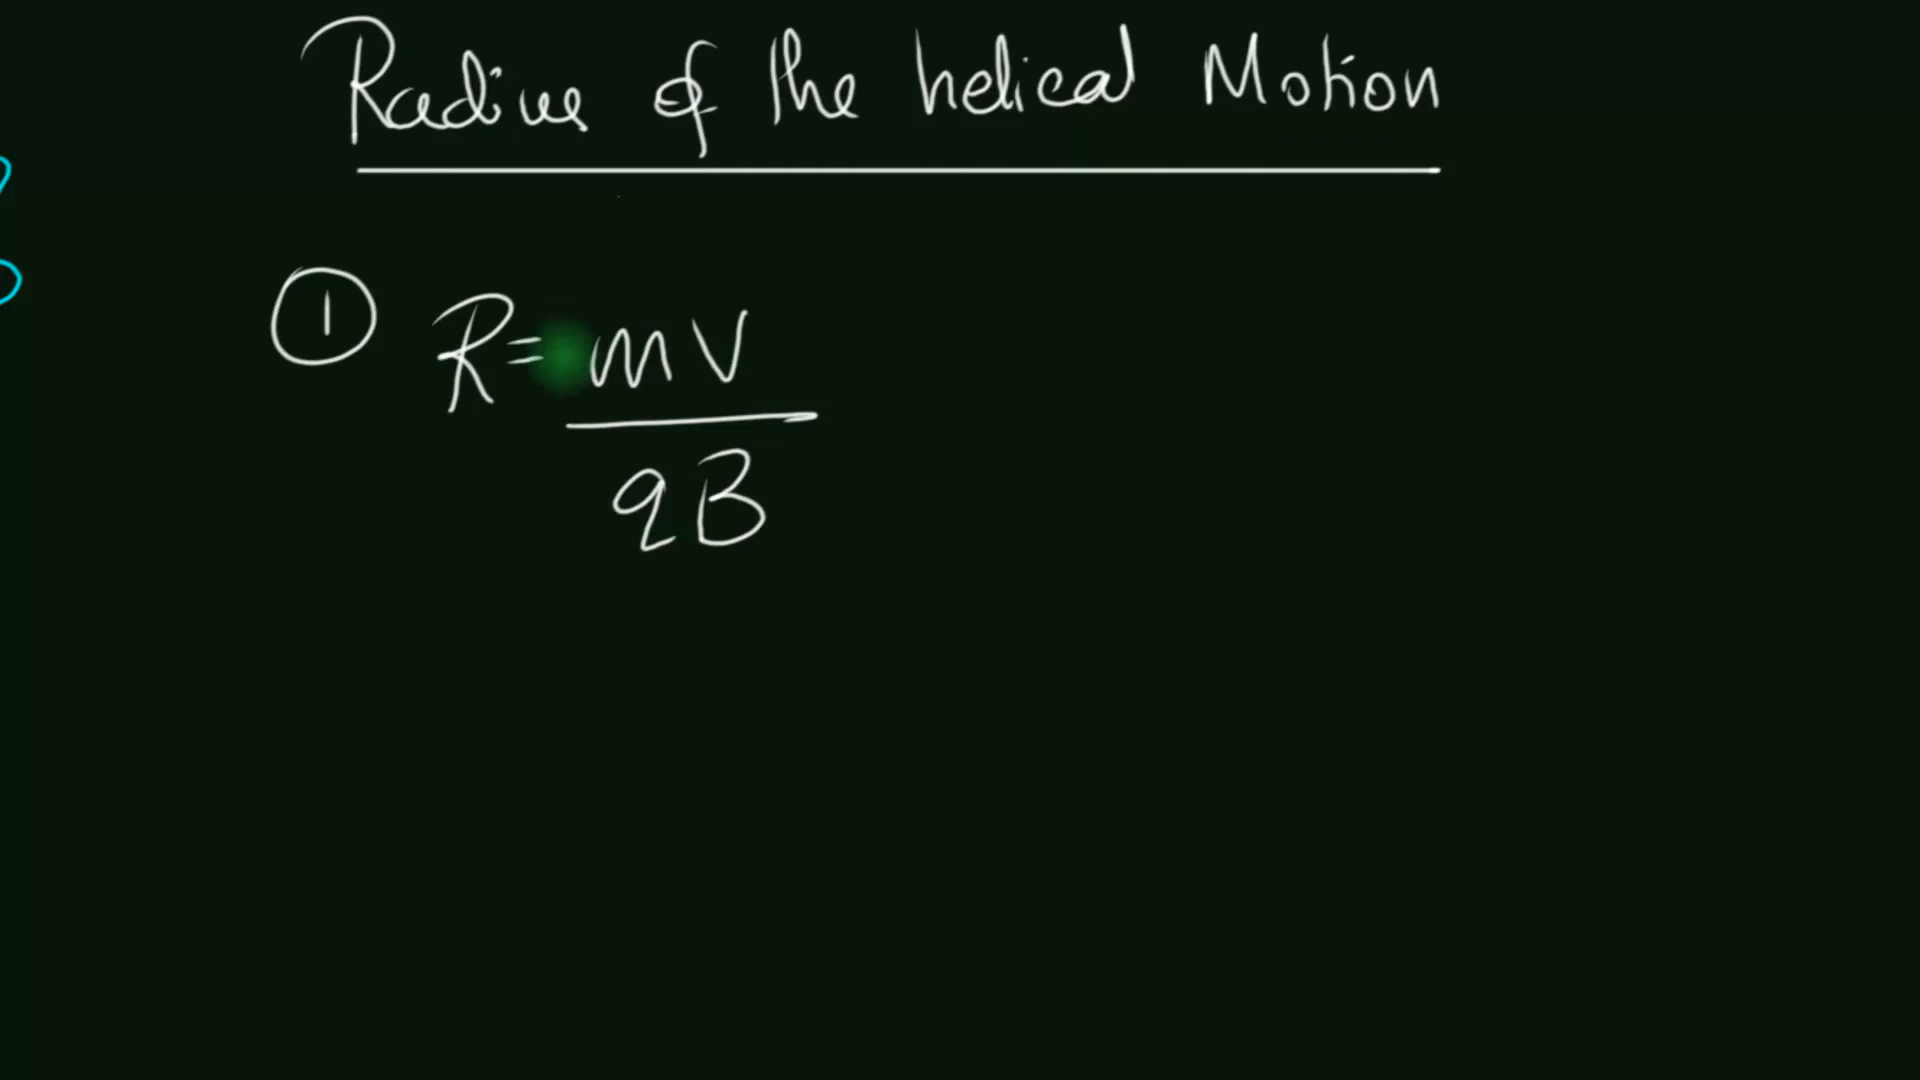 Radius of the helical Motion
① R = mV
qB